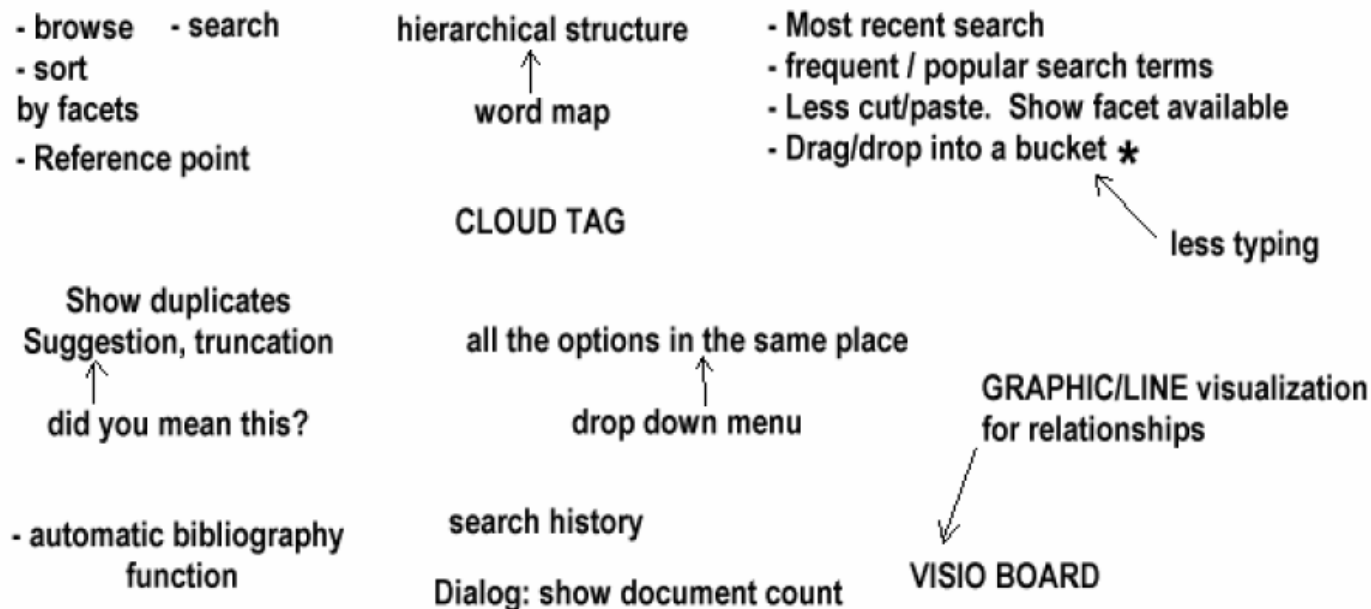 - browse - search
- sort
by facets
- Reference point
hierarchical structure
word map
- Most recent search
- frequent / popular search terms
- Less cut/paste. Show facet available
- Drag/drop into a bucket *
less typing
CLOUD TAG
Show duplicates
Suggestion, truncation
did you mean this?
all the options in the same place
drop down menu
GRAPHIC/LINE visualization
for relationships
- automatic bibliography
function
search history
Dialog: show document count
VISIO BOARD